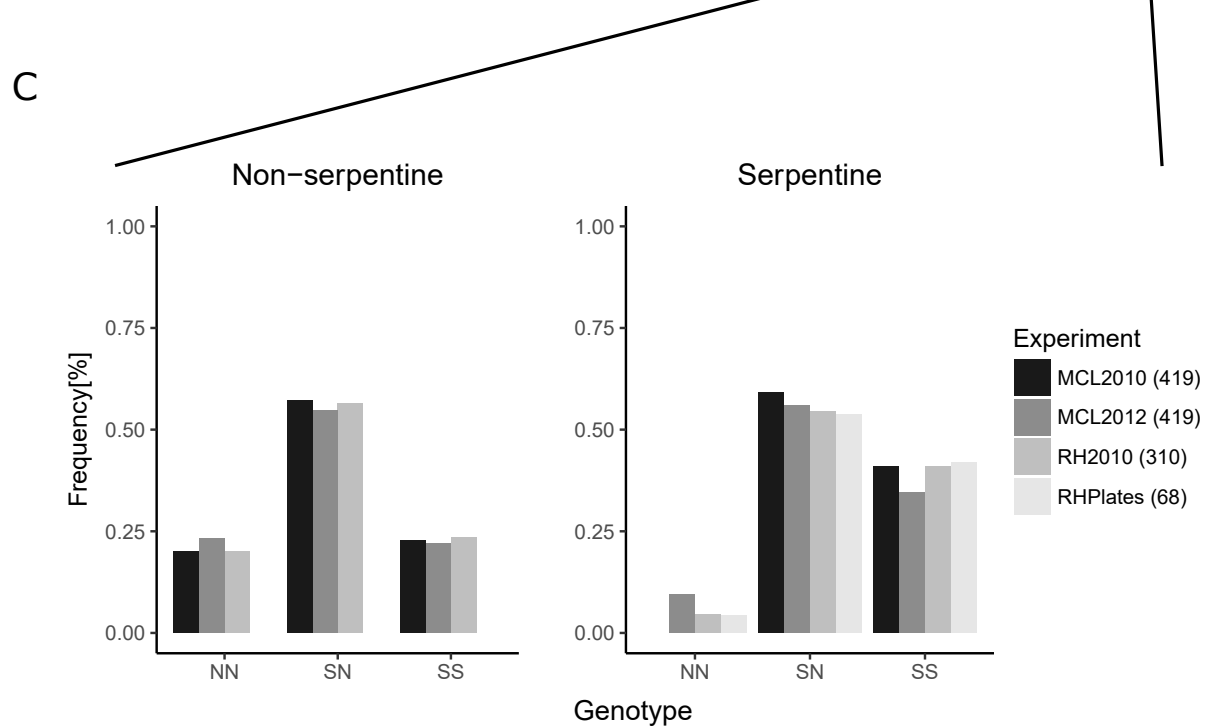 C
Non−serpentine
Serpentine
Frequency[%]
1.00
0.75
0.50
0.25
0.00
NN
SN
SS
1.00
0.75
0.50
0.25
0.00
NN
SN
SS
Genotype
Experiment
MCL2010 (419)
MCL2012 (419)
RH2010 (310)
RHPlates (68)